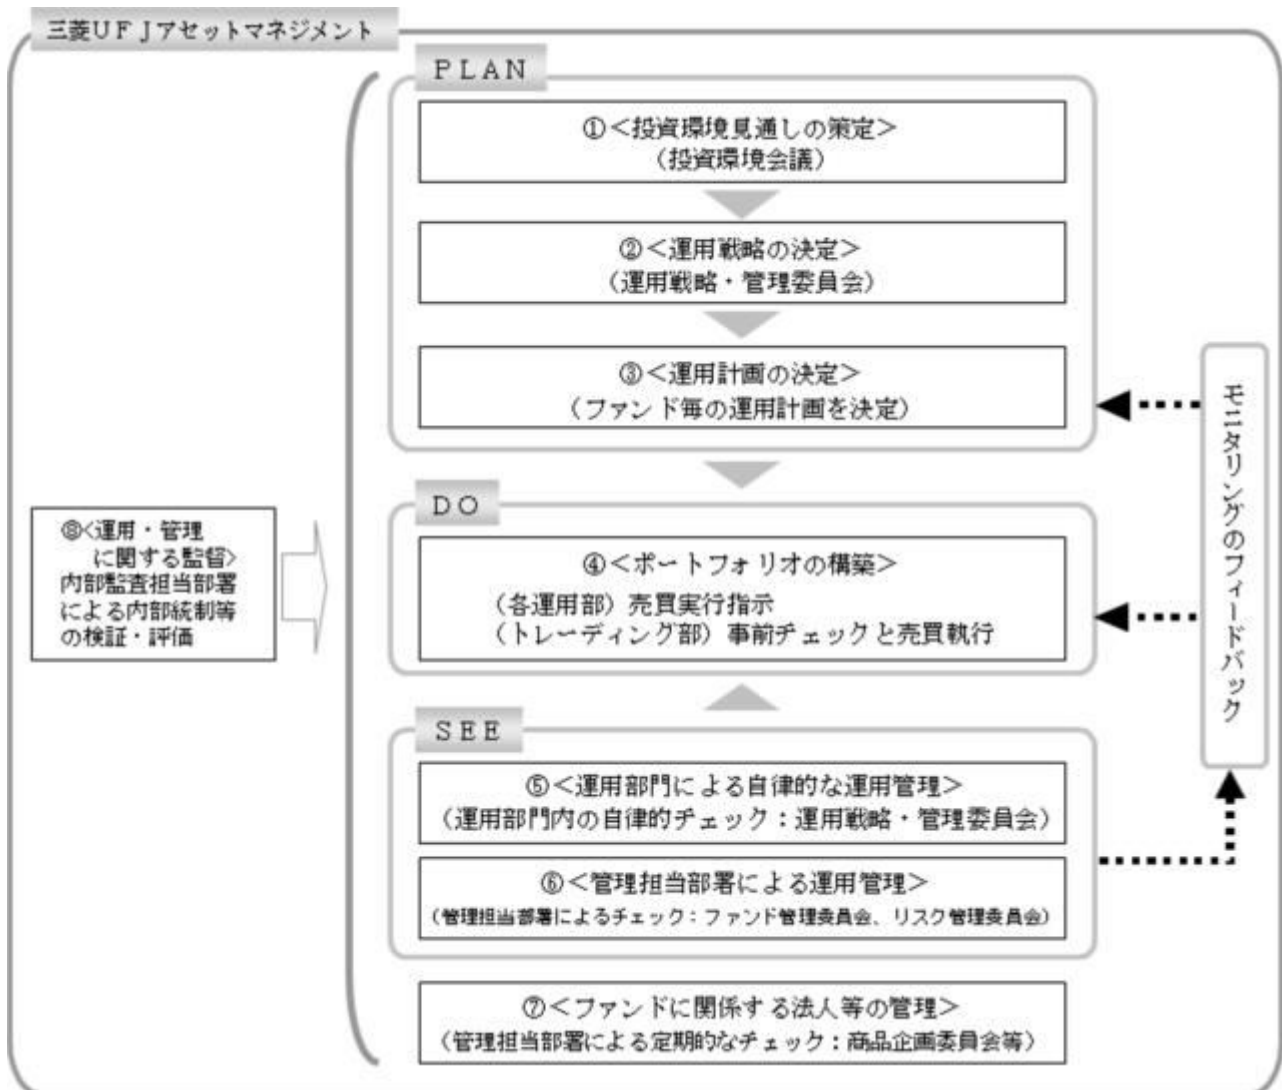 三菱UFJアセットマネジメント
PLAN
①<投資環境見通しの策定>
(投資環境会議)
②<運用戦略の決定>
(運用戦略・管理委員会)
③<運用計画の決定>
(ファンド毎の運用計画を決定)
DO
④<ポートフォリオの構築>
(各運用部)売買実行指示
(トレーディング部)事前チェックと売買執行
SEE
⑤<運用部門による自律的な運用管理>
(運用部門内の自律的チェック:運用戦略・管理委員会)
⑥<管理担当部署による運用管理>
(管理担当部署によるチェック:ファンド管理委員会、リスク管理委員会)
⑦<ファンドに関係する法人等の管理>
(管理担当部署による定期的なチェック:商品企画委員会等)
⑧<運用・管理
に関する監督>
内部監査担当部署
による内部統制等
の検証・評価
モニタリングのフィードバック